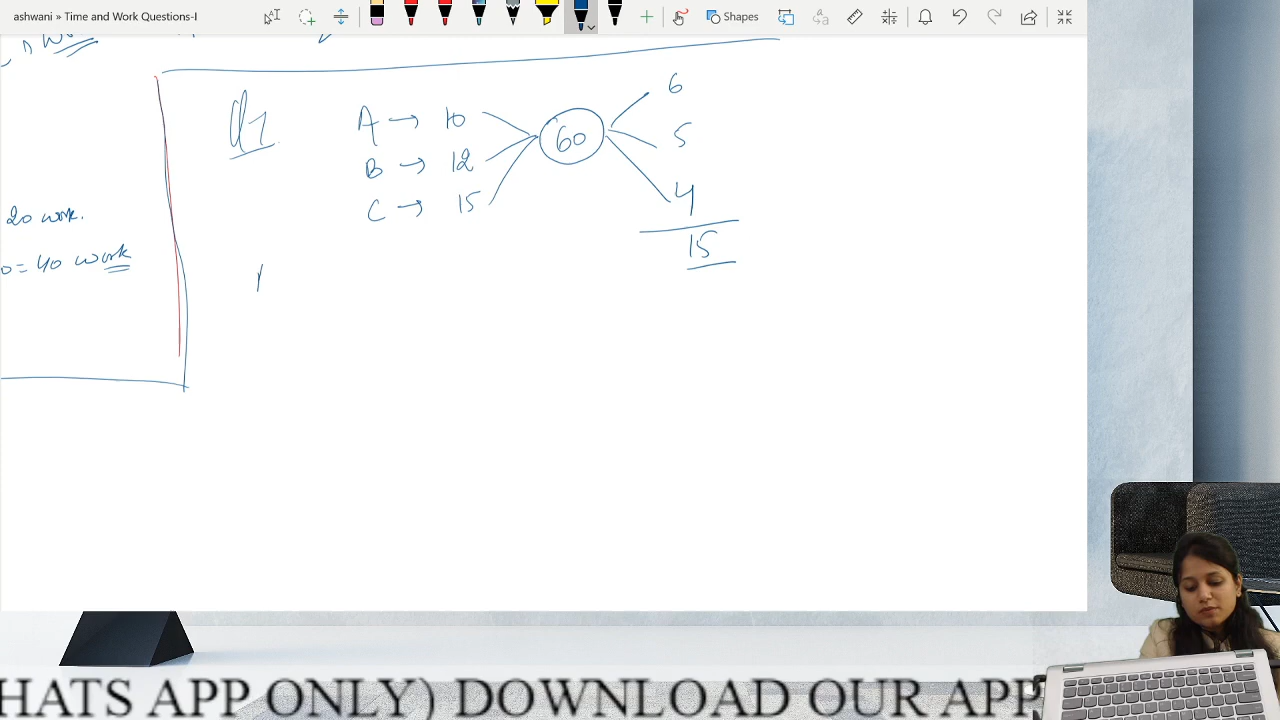 ashwani » Time and Work Questions-I
Shapes
Q1
A → 10
B → 12
C → 15
60
6
5
4
15
20 work.
0 = 40 work
HATS APP ONLY) DOWNLOAD OUR APP